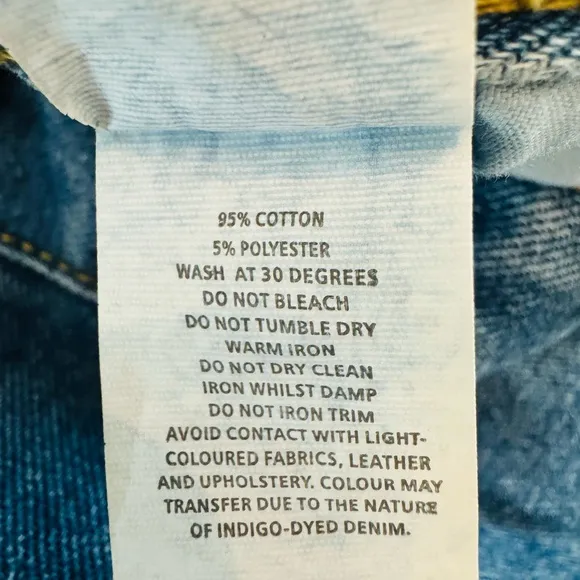 95% COTTON
5% POLYESTER
WASH AT 30 DEGREES
DO NOT BLEACH
DO NOT TUMBLE DRY
WARM IRON
DO NOT DRY CLEAN
IRON WHILST DAMP
DO NOT IRON TRIM
AVOID CONTACT WITH LIGHT-
COLOURED FABRICS, LEATHER
AND UPHOLSTERY. COLOUR MAY
TRANSFER DUE TO THE NATURE
OF INDIGO-DYED DENIM.